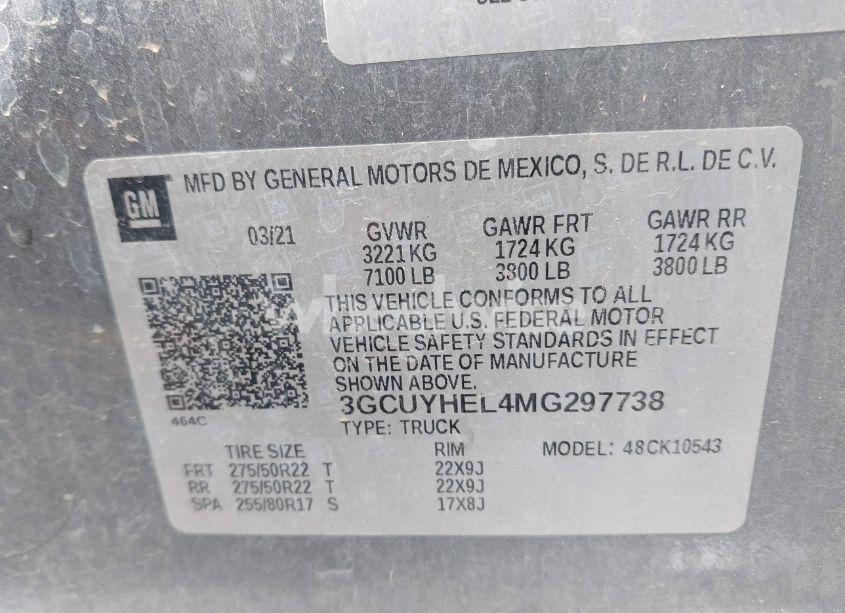 MFD BY GENERAL MOTORS DE MEXICO, S. DE R.L. DE C.V.
GM
03/21 GVWR GAWR FRT GAWR RR
3221 KG 1724 KG 1724 KG
7100 LB 3800 LB 3800 LB
THIS VEHICLE CONFORMS TO ALL
APPLICABLE U.S. FEDERAL MOTOR
VEHICLE SAFETY STANDARDS IN EFFECT
ON THE DATE OF MANUFACTURE
SHOWN ABOVE.
3GCUYHEL4MG297738
464C
TYPE: TRUCK
TIRE SIZE RIM MODEL: 48CK10543
FRT 275/50R22 T 22X9J
RR 275/50R22 T 22X9J
SPA 255/80R17 S 17X8J